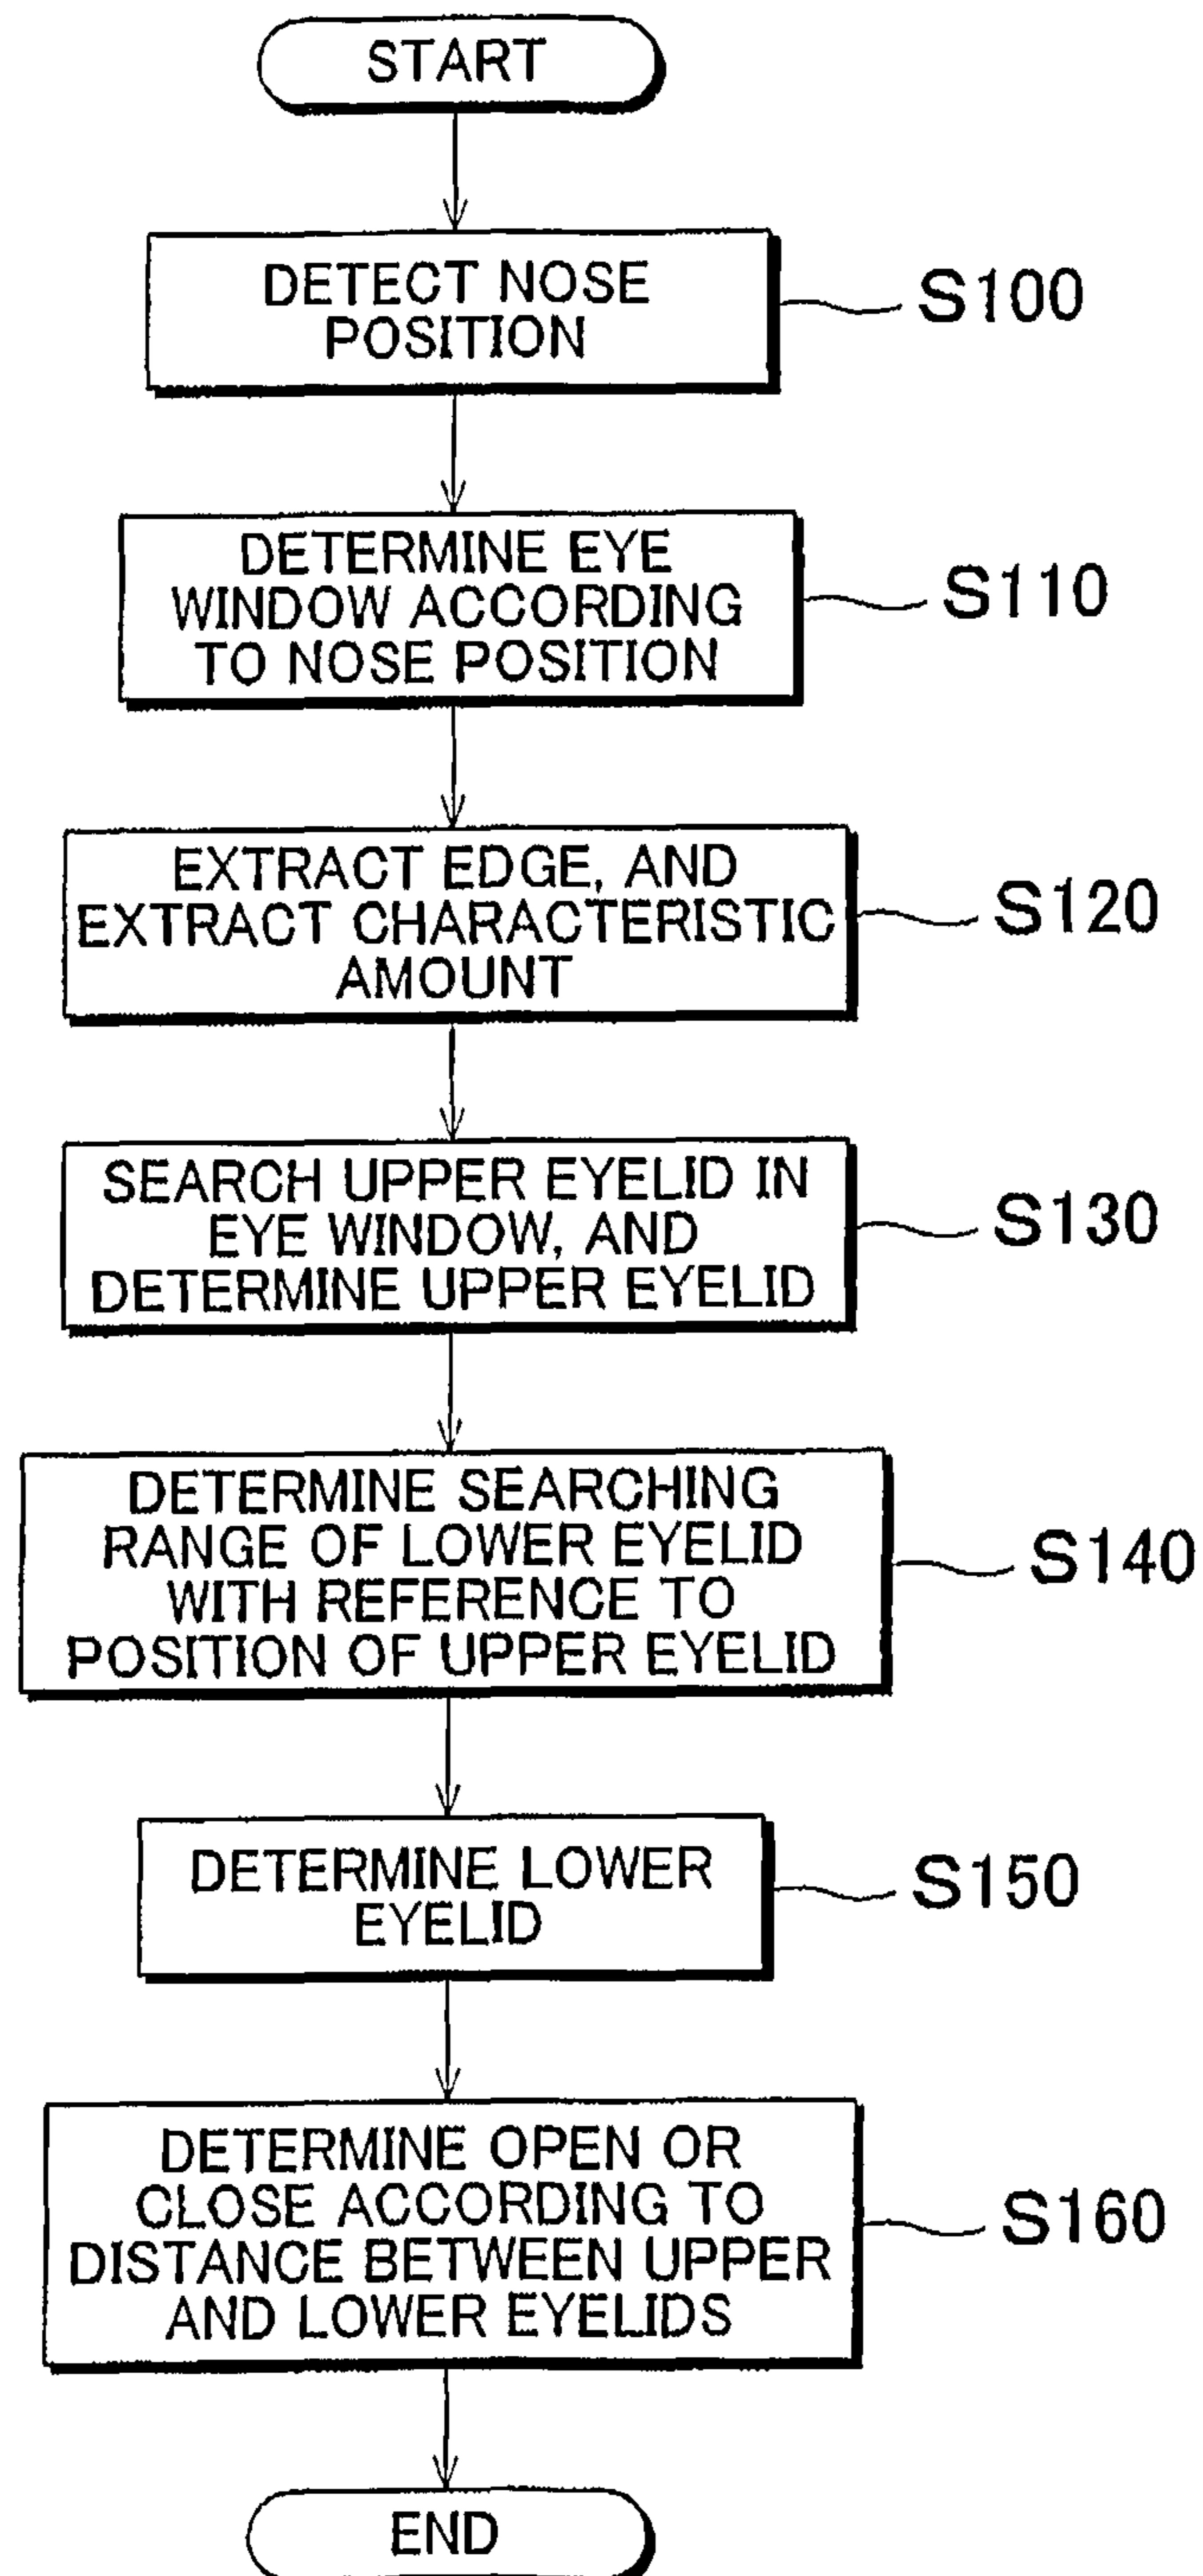 START
DETECT NOSE
POSITION
S100
DETERMINE EYE
WINDOW ACCORDING
TO NOSE POSITION
S110
EXTRACT EDGE, AND
EXTRACT CHARACTERISTIC
AMOUNT
S120
SEARCH UPPER EYELID IN
EYE WINDOW, AND
DETERMINE UPPER EYELID
S130
DETERMINE SEARCHING
RANGE OF LOWER EYELID
WITH REFERENCE TO
POSITION OF UPPER EYELID
S140
DETERMINE LOWER
EYELID
S150
DETERMINE OPEN OR
CLOSE ACCORDING TO
DISTANCE BETWEEN UPPER
AND LOWER EYELIDS
S160
END